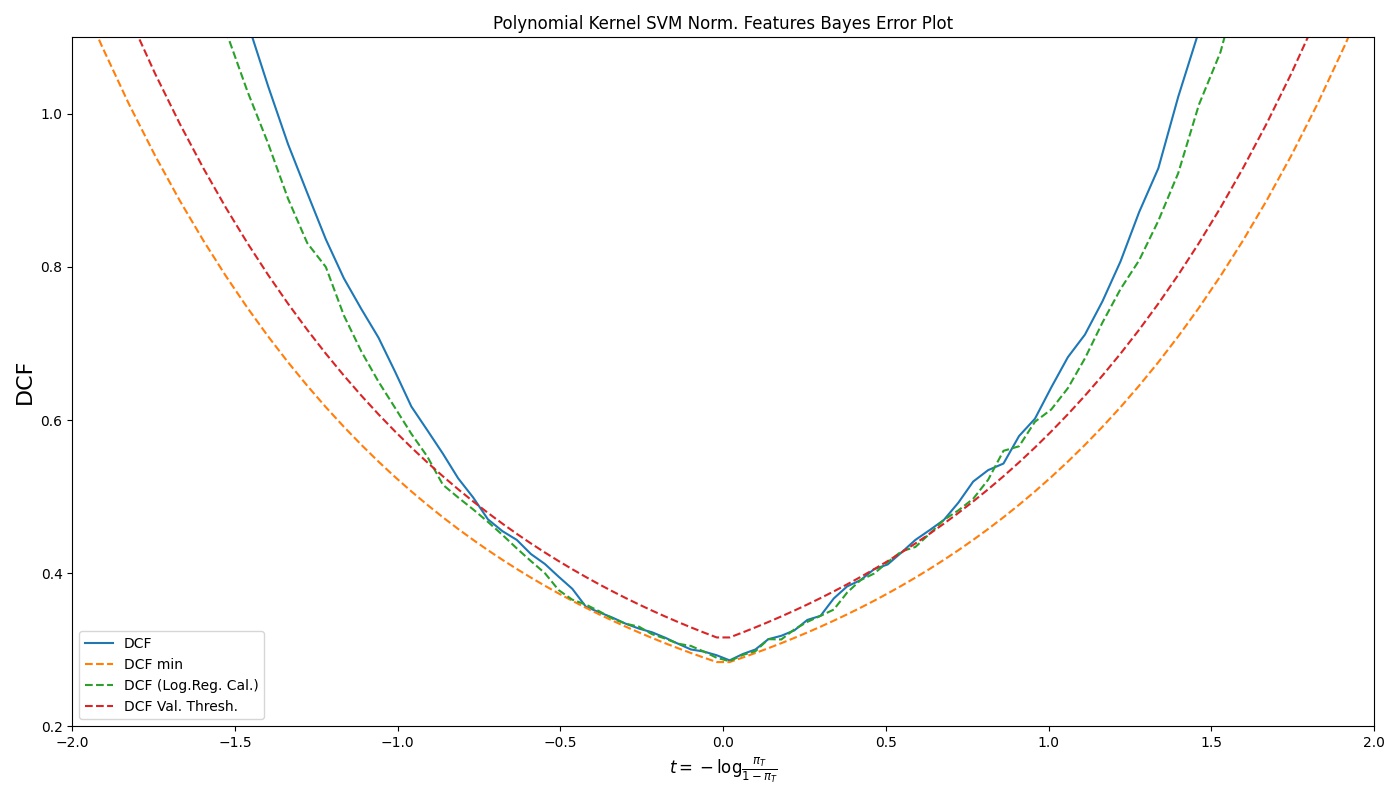 Polynomial Kernel SVM Norm. Features Bayes Error Plot
DCF
1.0
0.8
0.6
0.4
0.2
DCF
DCF min
DCF (Log.Reg. Cal.)
DCF Val. Thresh.
−2.0 −1.5 −1.0 −0.5 0.0 0.5 1.0 1.5 2.0
t = −log π_T / 1 − π_T